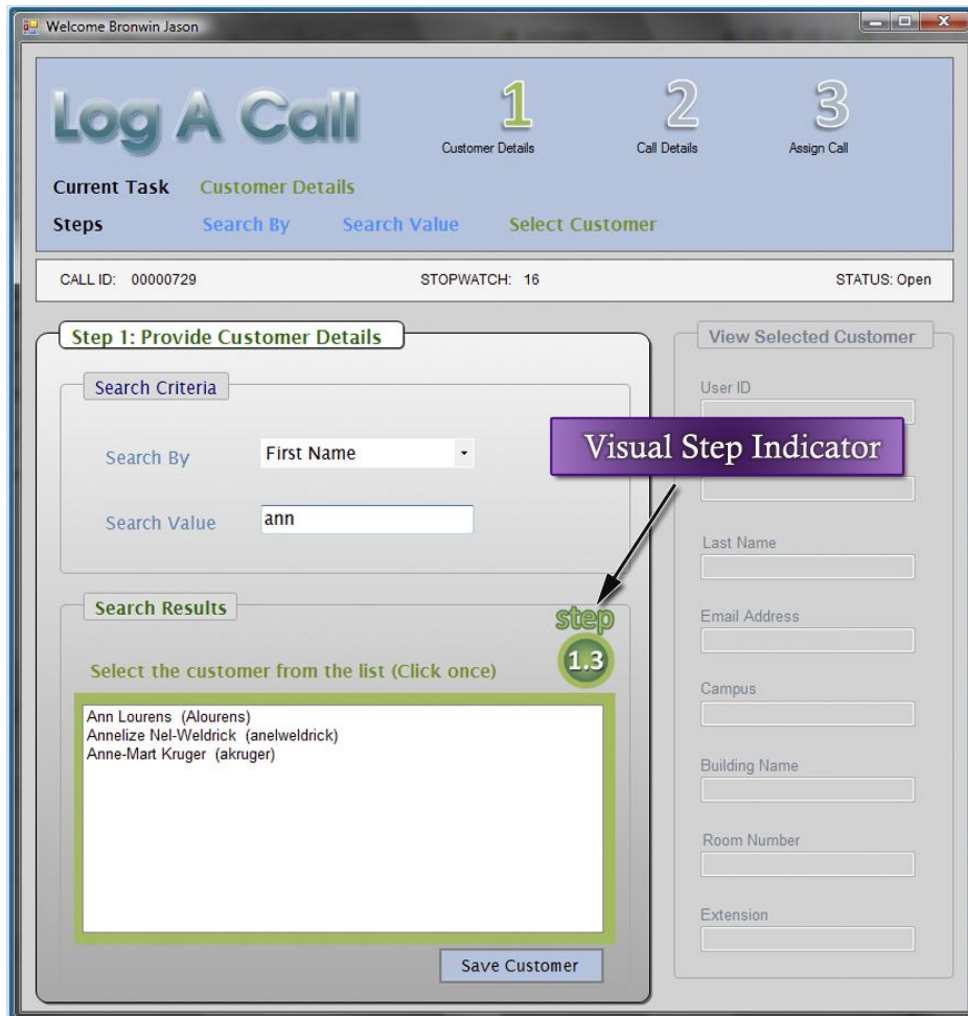 Welcome Bronwin Jason
Log A Call
1 2 3
Customer Details Call Details Assign Call
Current Task Customer Details
Steps Search By Search Value Select Customer
CALL ID: 00000729 STOPWATCH: 16 STATUS: Open
Step 1: Provide Customer Details
Search Criteria
Search By First Name
Search Value ann
Visual Step Indicator
Search Results
step
1.3
Select the customer from the list (Click once)
Ann Lourens (Alourens)
Annelize Nel-Weldrick (anelweldrick)
Anne-Mart Kruger (akruger)
Save Customer
View Selected Customer
User ID
Last Name
Email Address
Campus
Building Name
Room Number
Extension